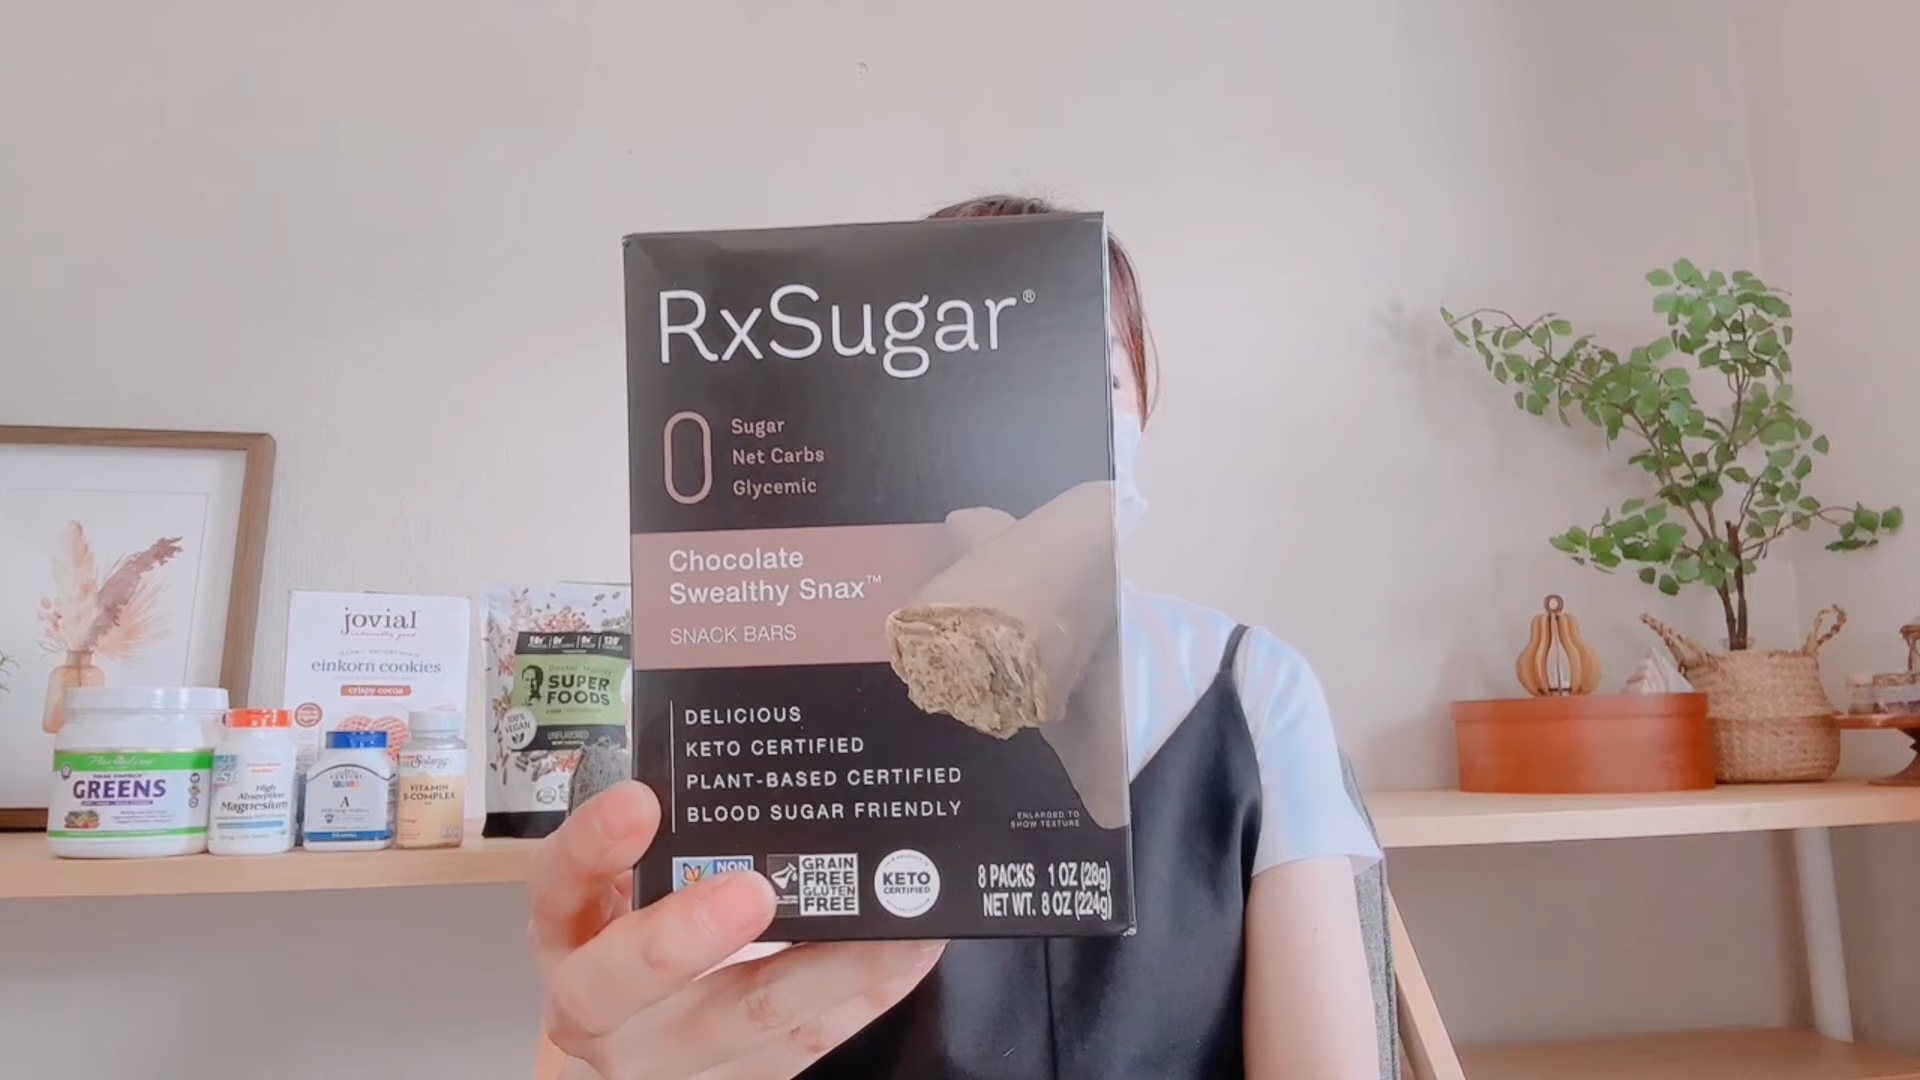 RxSugar®
0
Sugar
Net Carbs
Glycemic
Chocolate
Swealthy Snax™
SNACK BARS
DELICIOUS
KETO CERTIFIED
PLANT-BASED CERTIFIED
BLOOD SUGAR FRIENDLY
ENLARGED TO
SHOW TEXTURE
NON
GRAIN
FREE
GLUTEN
FREE
KETO
CERTIFIED
8 PACKS 1 OZ (28g)
NET WT. 8 OZ (224g)
jovial
einkorn cookies
crispy cocoa
SUPER
FOODS
100%
VEGAN
UNFLAVORED
GREENS
High
Absorption
Magnesium
A
Solaray
VITAMIN
B-COMPLEX